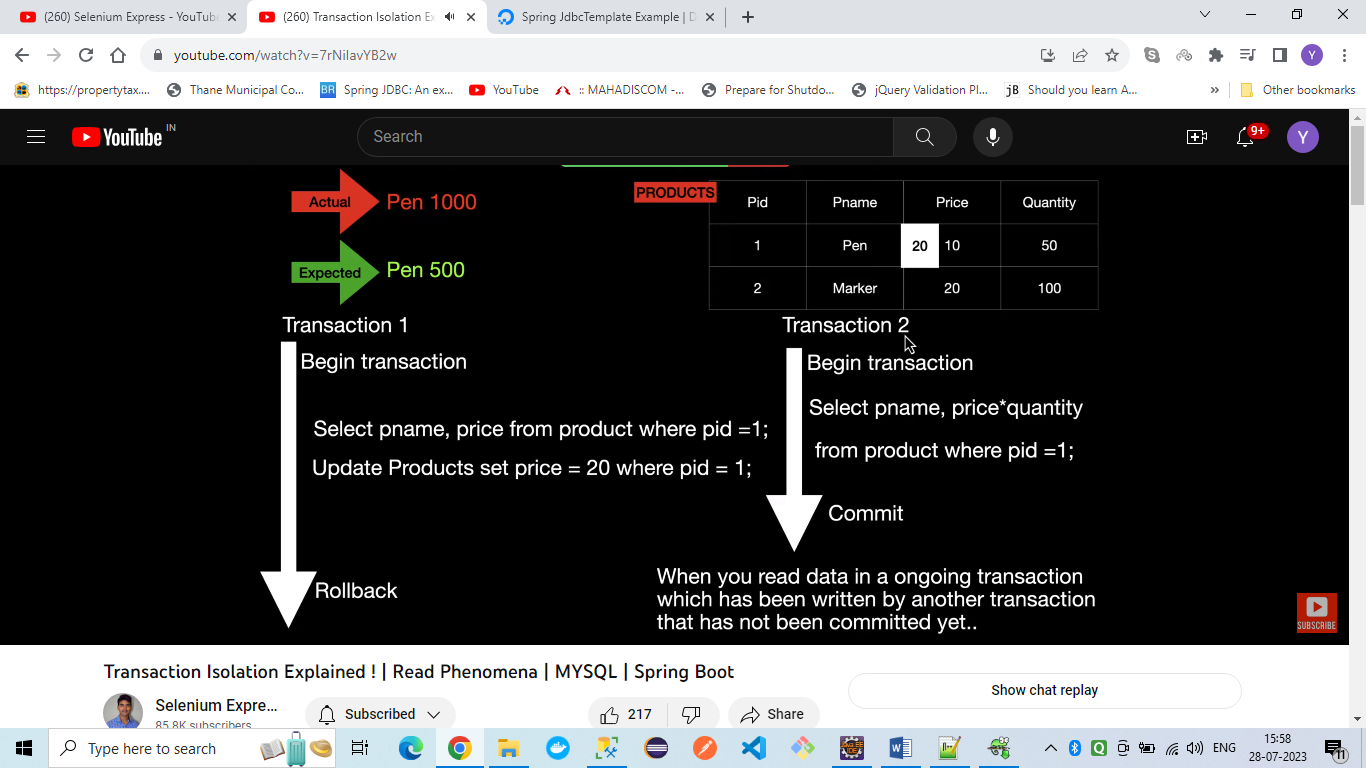 (260) Selenium Express - YouTube
(260) Transaction Isolation Ex
Spring JdbcTemplate Example | D
youtube.com/watch?v=7rNilavYB2w
Y
https://propertytax....
Thane Municipal Co...
BR
Spring JDBC: An ex...
YouTube
:: MAHADISCOM -...
Prepare for Shutdo...
jQuery Validation Pl...
jB
Should you learn A...
»
Other bookmarks
YouTube IN
Search
9+
Y
Actual
Pen 1000
Expected
Pen 500
PRODUCTS
Pid Pname Price Quantity
1 Pen 20 10 50
2 Marker 20 100
Transaction 1
Begin transaction
Select pname, price from product where pid =1;
Update Products set price = 20 where pid = 1;
Rollback
Transaction 2
Begin transaction
Select pname, price*quantity
from product where pid =1;
Commit
When you read data in a ongoing transaction
which has been written by another transaction
that has not been committed yet..
SUBSCRIBE
Transaction Isolation Explained ! | Read Phenomena | MYSQL | Spring Boot
Selenium Expre...
85.8K subscribers
Subscribed
217
Share
Show chat replay
Type here to search
ENG
15:58
28-07-2023
11